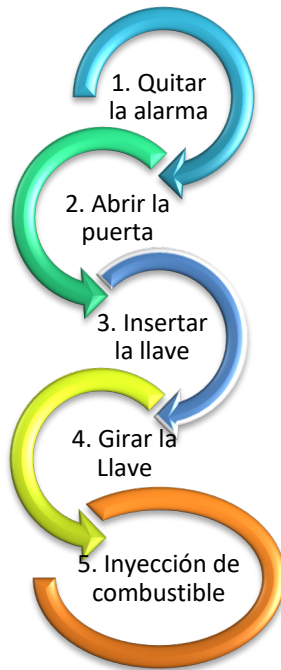 1. Quitar
la alarma
2. Abrir la
puerta
3. Insertar
la llave
4. Girar la
Llave
5. Inyección de
combustible